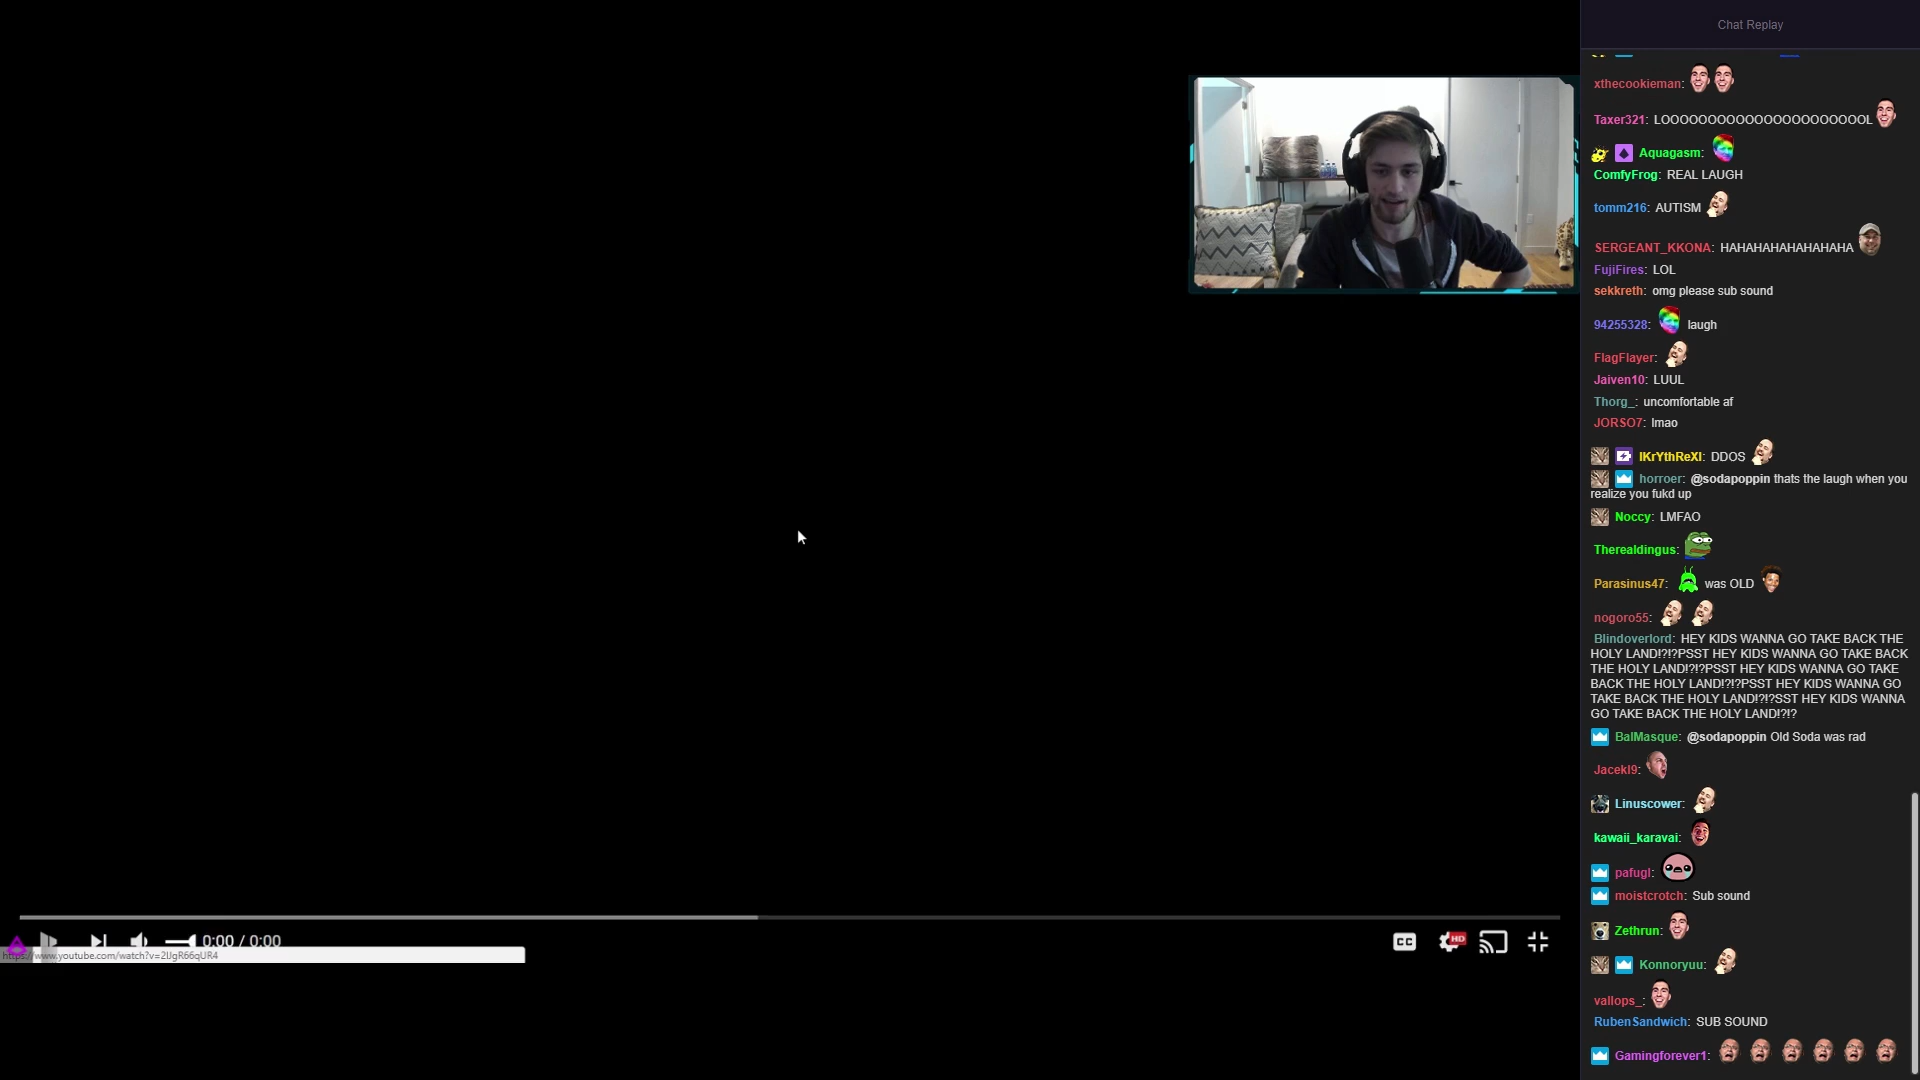 Chat Replay
xthecookieman:
Taxer321: LOOOOOOOOOOOOOOOOOOOOOOL
Aquagasm:
ComfyFrog: REAL LAUGH
tomm216: AUTISM
SERGEANT_KKONA: HAHAHAHAHAHAHAHA
FujiFires: LOL
sekkreth: omg please sub sound
94255328: laugh
FlagFlayer:
Jaiven10: LUUL
Thorg_: uncomfortable af
JORSO7: lmao
IKrYthReXI: DDOS
horroer: @sodapoppin thats the laugh when you
realize you fukd up
Noccy: LMFAO
Therealdingus:
Parasinus47: was OLD
nogoro55:
Blindoverlord: HEY KIDS WANNA GO TAKE BACK THE
HOLY LAND!?!?PSST HEY KIDS WANNA GO TAKE BACK
THE HOLY LAND!?!?PSST HEY KIDS WANNA GO TAKE
BACK THE HOLY LAND!?!?PSST HEY KIDS WANNA GO
TAKE BACK THE HOLY LAND!?!?SST HEY KIDS WANNA
GO TAKE BACK THE HOLY LAND!?!?
BalMasque: @sodapoppin Old Soda was rad
Jacekl9:
Linuscower:
kawaii_karavai:
pafugl:
moistcrotch: Sub sound
Zethrun:
Konnoryuu:
vallops_:
RubenSandwich: SUB SOUND
Gamingforever1:
0:00 / 0:00
CC HD